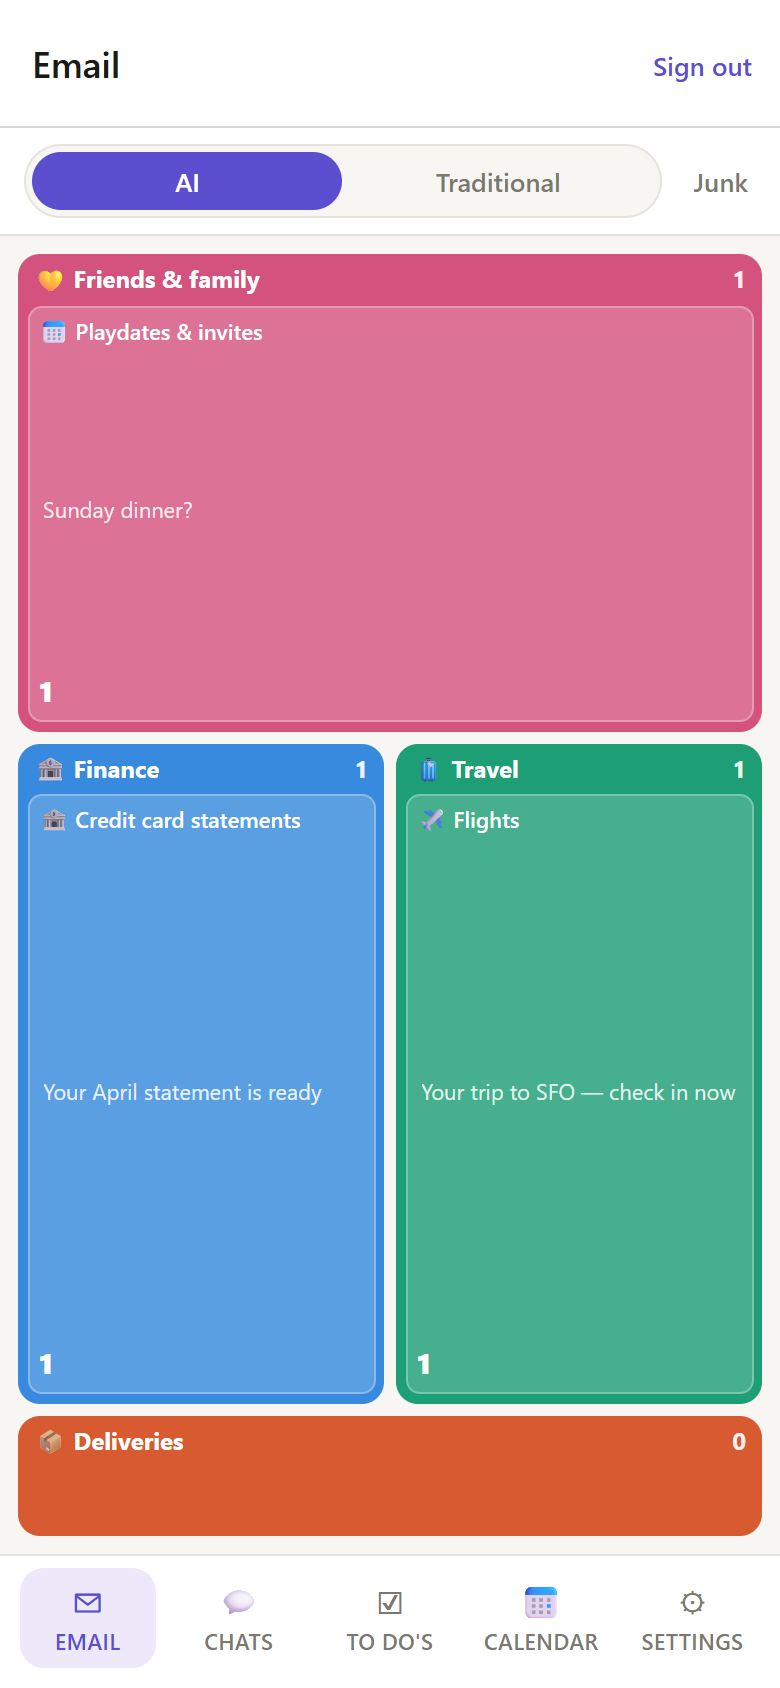 Email
Sign out
AI
Traditional
Junk
Friends & family
1
Playdates & invites
Sunday dinner?
1
Finance
1
Credit card statements
Your April statement is ready
1
Travel
1
Flights
Your trip to SFO — check in now
1
Deliveries
0
EMAIL
CHATS
TO DO'S
CALENDAR
SETTINGS